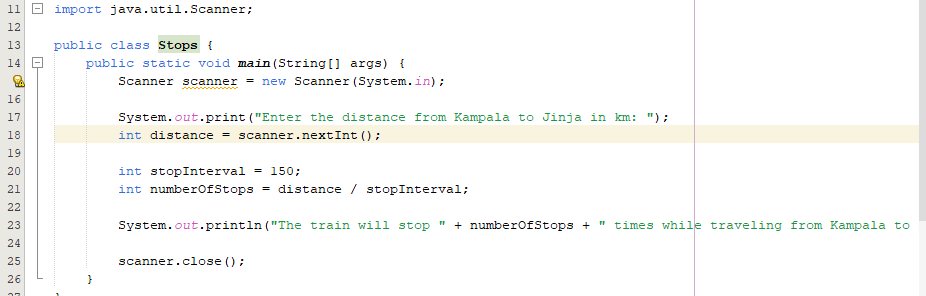 11 import java.util.Scanner;
12
13 public class Stops {
14 public static void main(String[] args) {
Scanner scanner = new Scanner(System.in);
16
17 System.out.print("Enter the distance from Kampala to Jinja in km: ");
18 int distance = scanner.nextInt();
19
20 int stopInterval = 150;
21 int numberOfStops = distance / stopInterval;
22
23 System.out.println("The train will stop " + numberOfStops + " times while traveling from Kampala to
24
25 scanner.close();
26 }